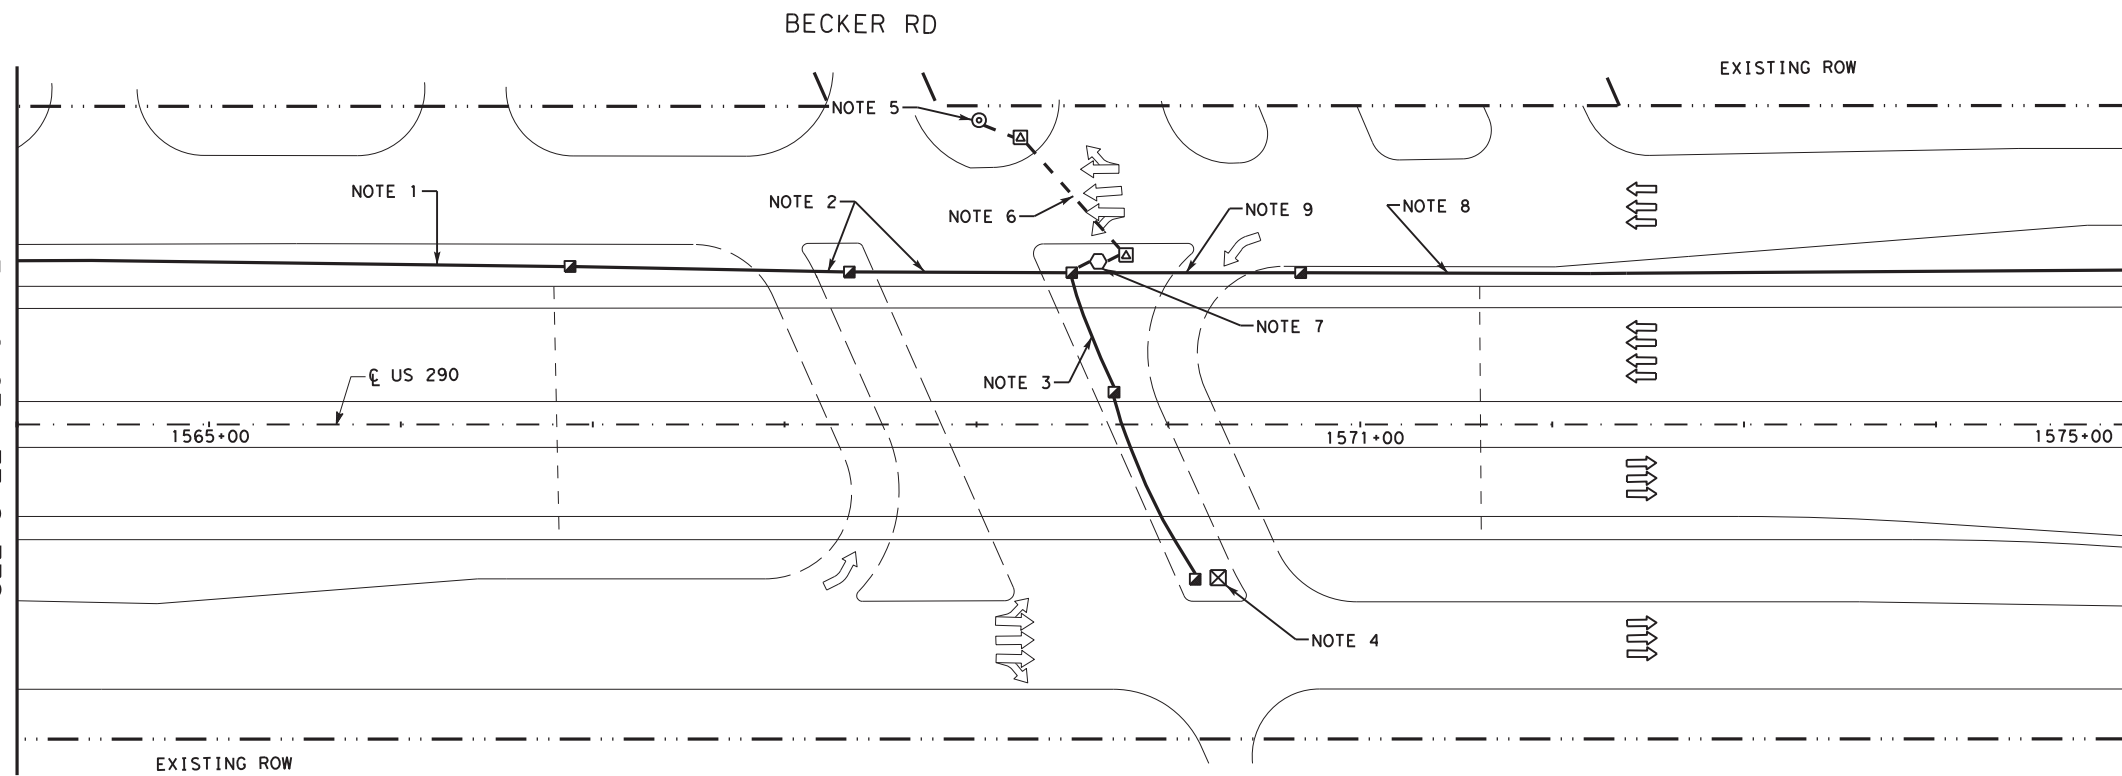 BECKER RD
EXISTING ROW
NOTE 5
NOTE 1
NOTE 2
NOTE 6
NOTE 9
NOTE 8
NOTE 7
NOTE 3
℄ US 290
1565+00
1571+00
1575+00
NOTE 4
EXISTING ROW